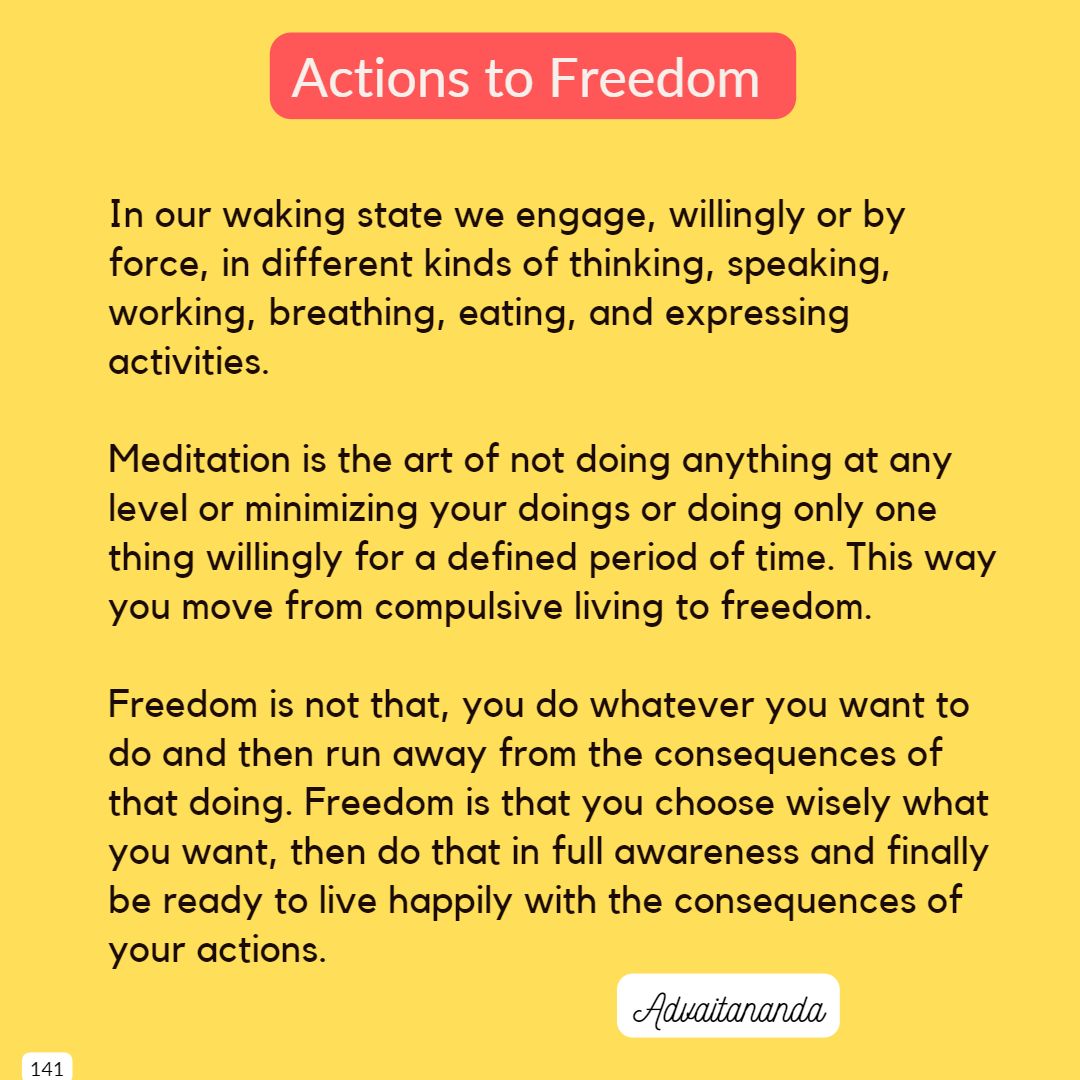 Actions to Freedom
In our waking state we engage, willingly or by
force, in different kinds of thinking, speaking,
working, breathing, eating, and expressing
activities.
Meditation is the art of not doing anything at any
level or minimizing your doings or doing only one
thing willingly for a defined period of time. This way
you move from compulsive living to freedom.
Freedom is not that, you do whatever you want to
do and then run away from the consequences of
that doing. Freedom is that you choose wisely what
you want, then do that in full awareness and finally
be ready to live happily with the consequences of
your actions.
Advaitananda
141